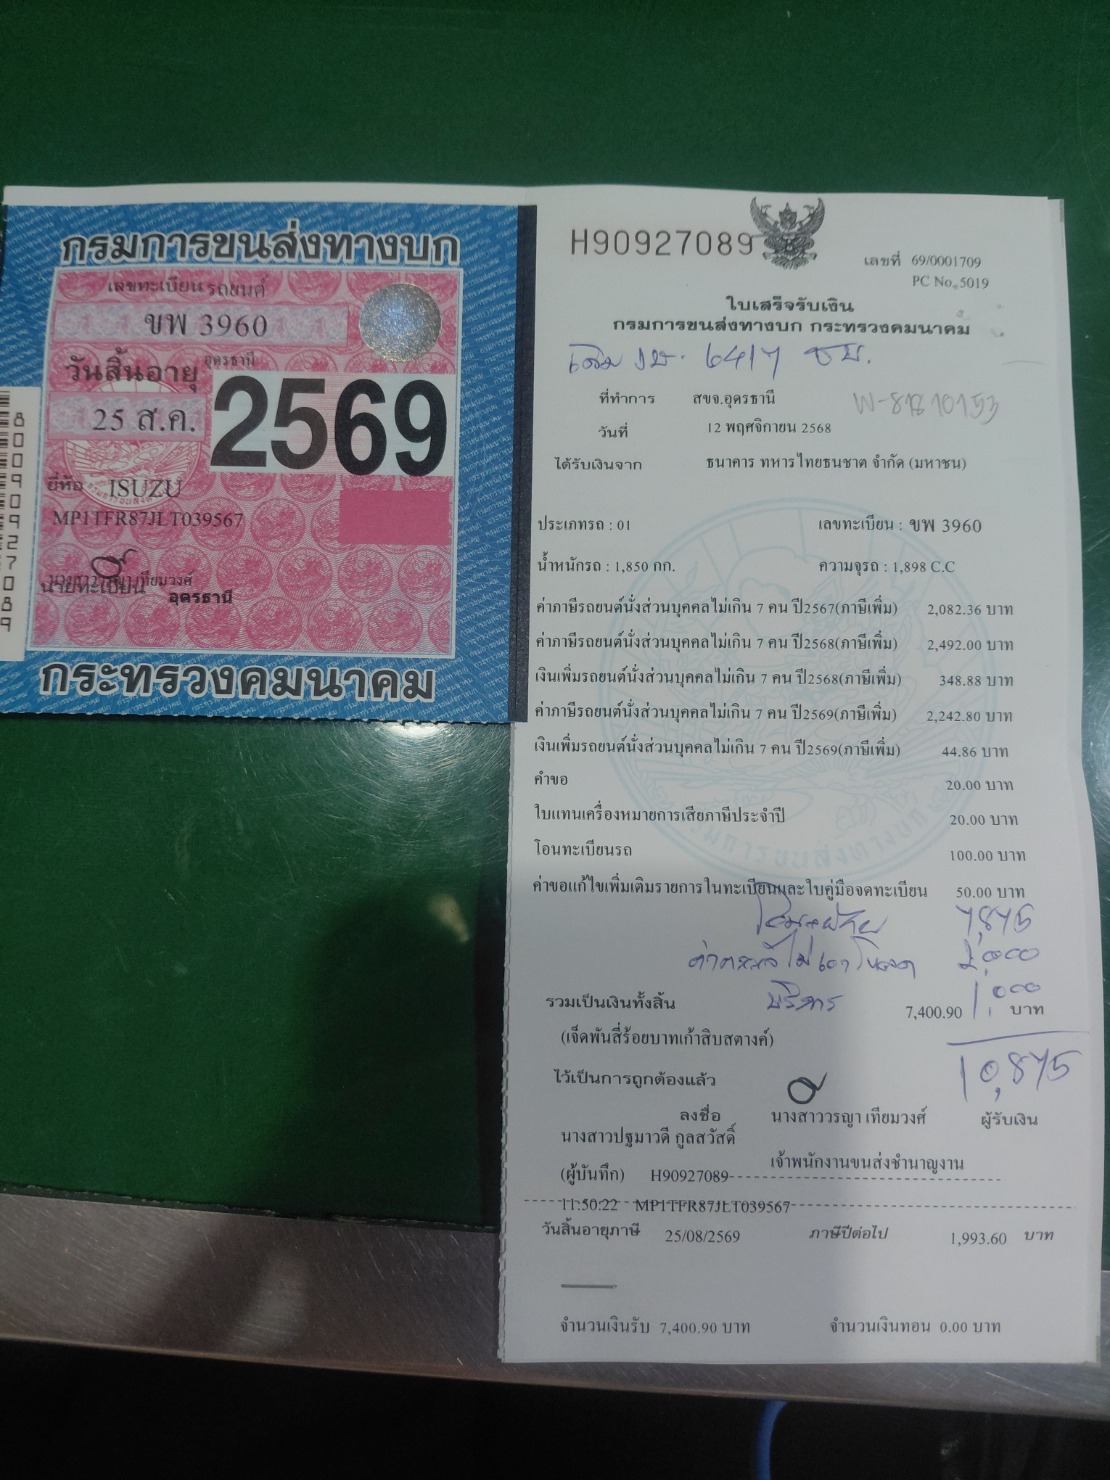 กรมการขนส่งทางบก
เลขทะเบียนรถยนต์
ขพ 3960
อุดรธานี
วันสิ้นอายุ
25 ส.ค. 2569
ยี่ห้อ ISUZU
MP1TFR87JLT039567
นายทะเบียน
อุดรธานี
กระทรวงคมนาคม
H90927089
เลขที่ 69/0001709
PC No. 5019
ใบเสร็จรับเงิน
กรมการขนส่งทางบก กระทรวงคมนาคม
เดิม 6417 ชบ.
ที่ทำการ สขจ.อุดรธานี
วันที่ 12 พฤศจิกายน 2568
ได้รับเงินจาก ธนาคาร ทหารไทยธนชาต จำกัด (มหาชน)
ประเภทรถ : 01 เลขทะเบียน : ขพ 3960
น้ำหนักรถ : 1,850 กก. ความจุรถ : 1,898 C.C
ค่าภาษีรถยนต์นั่งส่วนบุคคลไม่เกิน 7 คน ปี2567(ภาษีเพิ่ม) 2,082.36 บาท
ค่าภาษีรถยนต์นั่งส่วนบุคคลไม่เกิน 7 คน ปี2568(ภาษีเพิ่ม) 2,492.00 บาท
เงินเพิ่มรถยนต์นั่งส่วนบุคคลไม่เกิน 7 คน ปี2568(ภาษีเพิ่ม) 348.88 บาท
ค่าภาษีรถยนต์นั่งส่วนบุคคลไม่เกิน 7 คน ปี2569(ภาษีเพิ่ม) 2,242.80 บาท
เงินเพิ่มรถยนต์นั่งส่วนบุคคลไม่เกิน 7 คน ปี2569(ภาษีเพิ่ม) 44.86 บาท
คำขอ 20.00 บาท
ใบแทนเครื่องหมายการเสียภาษีประจำปี 20.00 บาท
โอนทะเบียนรถ 100.00 บาท
ค่าขอแก้ไขเพิ่มเติมรายการในทะเบียนและใบคู่มือจดทะเบียน 50.00 บาท
7,875
2,000
บริการ 1,000
รวมเป็นเงินทั้งสิ้น 7,400.90 บาท
(เจ็ดพันสี่ร้อยบาทเก้าสิบสตางค์)
10,875
ไว้เป็นการถูกต้องแล้ว
ลงชื่อ นางสาววรญา เทียมวงศ์ ผู้รับเงิน
นางสาวปฐมาวดี กูลสวัสดิ์
เจ้าพนักงานขนส่งชำนาญงาน
(ผู้บันทึก) H90927089
11:50:22 MP1TFR87JLT039567
วันสิ้นอายุภาษี 25/08/2569 ภาษีปีต่อไป 1,993.60 บาท
จำนวนเงินรับ 7,400.90 บาท จำนวนเงินทอน 0.00 บาท